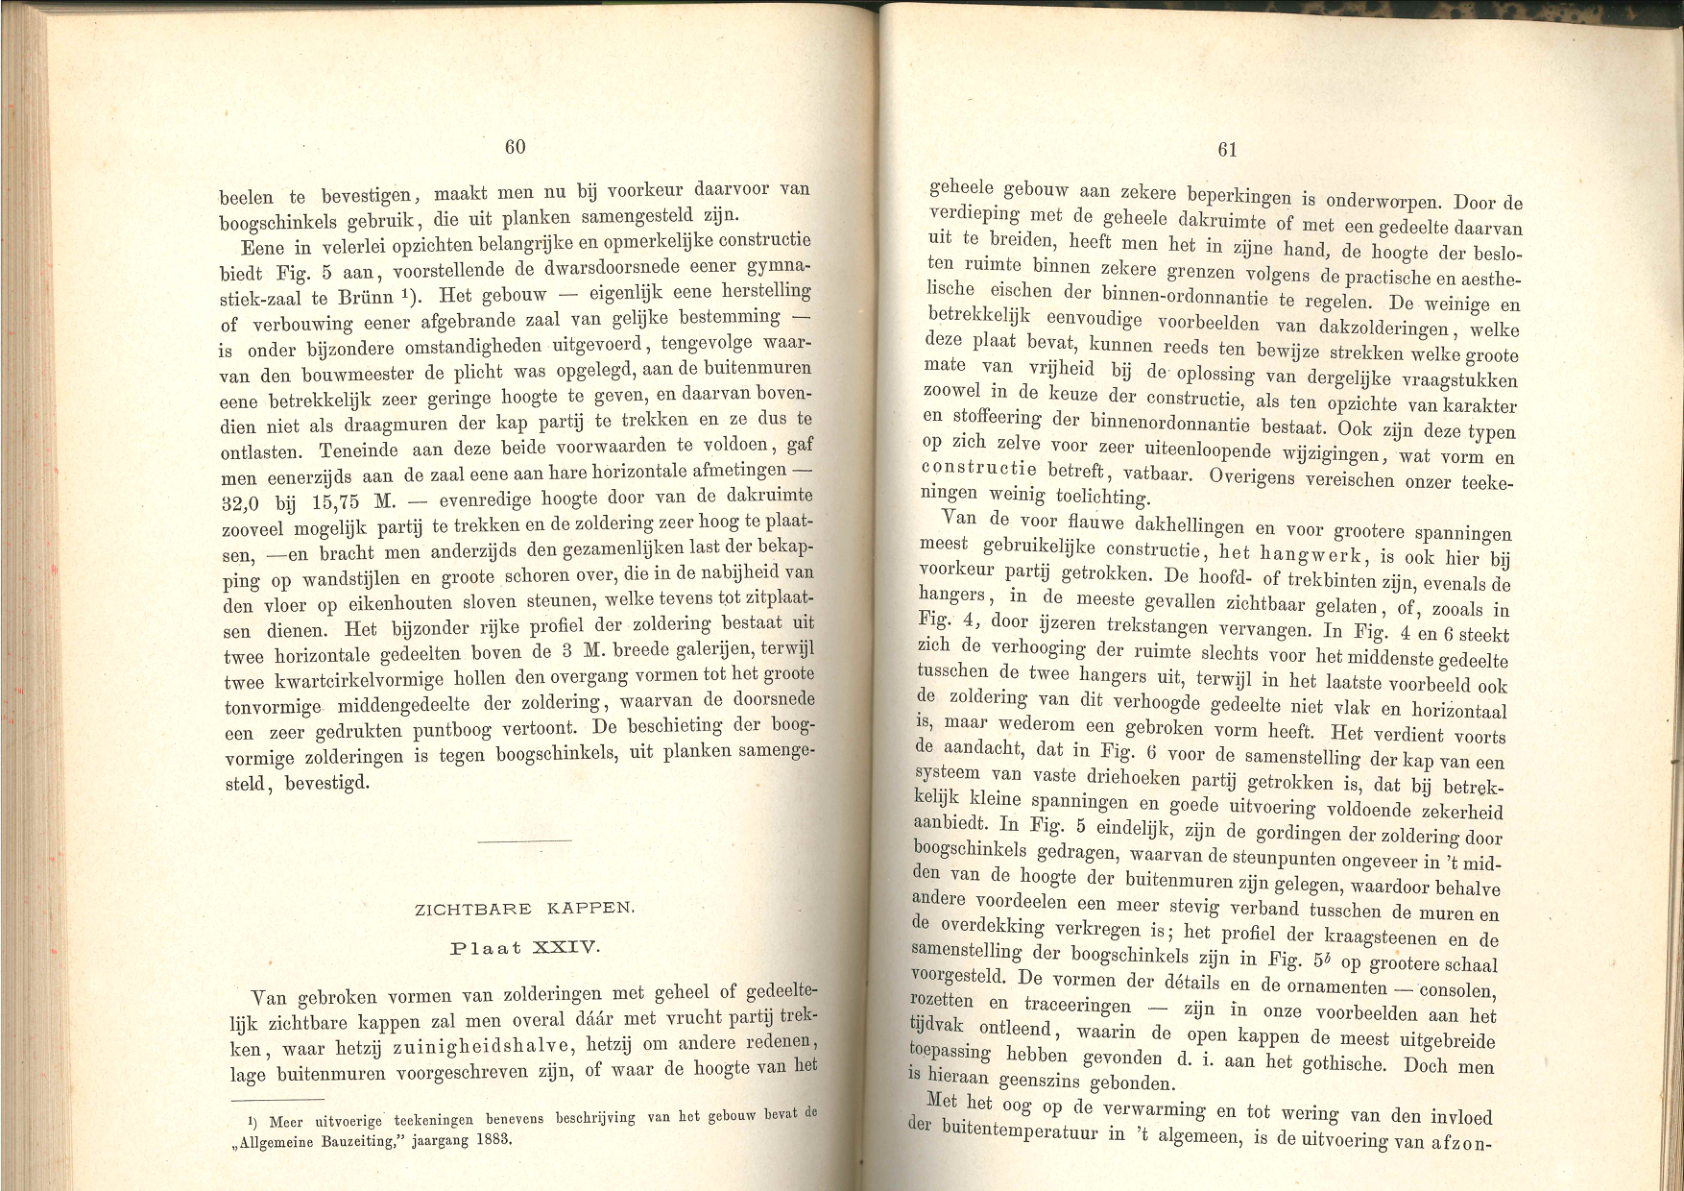 60
beelen te bevestigen, maakt men nu bij voorkeur daarvoor van
boogschinkels gebruik, die uit planken samengesteld zijn.
Eene in velerlei opzichten belangrijke en opmerkelijke constructie
biedt Fig. 5 aan, voorstellende de dwarsdoorsnede eener gymna-
stiek-zaal te Brünn ¹). Het gebouw — eigenlijk eene herstelling
of verbouwing eener afgebrande zaal van gelijke bestemming —
is onder bijzondere omstandigheden uitgevoerd, tengevolge waar-
van den bouwmeester de plicht was opgelegd, aan de buitenmuren
eene betrekkelijk zeer geringe hoogte te geven, en daarvan boven-
dien niet als draagmuren der kap partij te trekken en ze dus te
ontlasten. Teneinde aan deze beide voorwaarden te voldoen, gaf
men eenerzijds aan de zaal eene aan hare horizontale afmetingen —
32,0 bij 15,75 M. — evenredige hoogte door van de dakruimte
zooveel mogelijk partij te trekken en de zoldering zeer hoog te plaat-
sen, —en bracht men anderzijds den gezamenlijken last der bekap-
ping op wandstijlen en groote schoren over, die in de nabijheid van
den vloer op eikenhouten sloven steunen, welke tevens tot zitplaat-
sen dienen. Het bijzonder rijke profiel der zoldering bestaat uit
twee horizontale gedeelten boven de 3 M. breede galerijen, terwijl
twee kwartcirkelvormige hollen den overgang vormen tot het groote
tonvormige middengedeelte der zoldering, waarvan de doorsnede
een zeer gedrukten puntboog vertoont. De beschieting der boog-
vormige zolderingen is tegen boogschinkels, uit planken samenge-
steld, bevestigd.
ZICHTBARE KAPPEN.
Plaat XXIV.
Van gebroken vormen van zolderingen met geheel of gedeelte-
lijk zichtbare kappen zal men overal dáár met vrucht partij trek-
ken, waar hetzij zuinigheidshalve, hetzij om andere redenen,
lage buitenmuren voorgeschreven zijn, of waar de hoogte van het
¹) Meer uitvoerige teekeningen benevens beschrijving van het gebouw bevat de
„Allgemeine Bauzeiting,” jaargang 1883.
61
geheele gebouw aan zekere beperkingen is onderworpen. Door de
verdieping met de geheele dakruimte of met een gedeelte daarvan
uit te breiden, heeft men het in zijne hand, de hoogte der beslo-
ten ruimte binnen zekere grenzen volgens de practische en aesthe-
lische eischen der binnen-ordonnantie te regelen. De weinige en
betrekkelijk eenvoudige voorbeelden van dakzolderingen, welke
deze plaat bevat, kunnen reeds ten bewijze strekken welke groote
mate van vrijheid bij de oplossing van dergelijke vraagstukken
zoowel in de keuze der constructie, als ten opzichte van karakter
en stoffeering der binnenordonnantie bestaat. Ook zijn deze typen
op zich zelve voor zeer uiteenloopende wijzigingen, wat vorm en
constructie betreft, vatbaar. Overigens vereischen onzer teeke-
ningen weinig toelichting.
Van de voor flauwe dakhellingen en voor grootere spanningen
meest gebruikelijke constructie, het hangwerk, is ook hier bij
voorkeur partij getrokken. De hoofd- of trekbinten zijn, evenals de
hangers, in de meeste gevallen zichtbaar gelaten, of, zooals in
Fig. 4, door ijzeren trekstangen vervangen. In Fig. 4 en 6 steekt
zich de verhooging der ruimte slechts voor het middenste gedeelte
tusschen de twee hangers uit, terwijl in het laatste voorbeeld ook
de zoldering van dit verhoogde gedeelte niet vlak en horizontaal
is, maar wederom een gebroken vorm heeft. Het verdient voorts
de aandacht, dat in Fig. 6 voor de samenstelling der kap van een
systeem van vaste driehoeken partij getrokken is, dat bij betrek-
kelijk kleine spanningen en goede uitvoering voldoende zekerheid
aanbiedt. In Fig. 5 eindelijk, zijn de gordingen der zoldering door
boogschinkels gedragen, waarvan de steunpunten ongeveer in ’t mid-
den van de hoogte der buitenmuren zijn gelegen, waardoor behalve
andere voordeelen een meer stevig verband tusschen de muren en
de overdekking verkregen is; het profiel der kraagsteenen en de
samenstelling der boogschinkels zijn in Fig. 5ᵇ op grootere schaal
voorgesteld. De vormen der détails en de ornamenten — consolen,
rozetten en traceeringen — zijn in onze voorbeelden aan het
tijdvak ontleend, waarin de open kappen de meest uitgebreide
toepassing hebben gevonden d. i. aan het gothische. Doch men
is hieraan geenszins gebonden.
Met het oog op de verwarming en tot wering van den invloed
der buitentemperatuur in ’t algemeen, is de uitvoering van afzon-